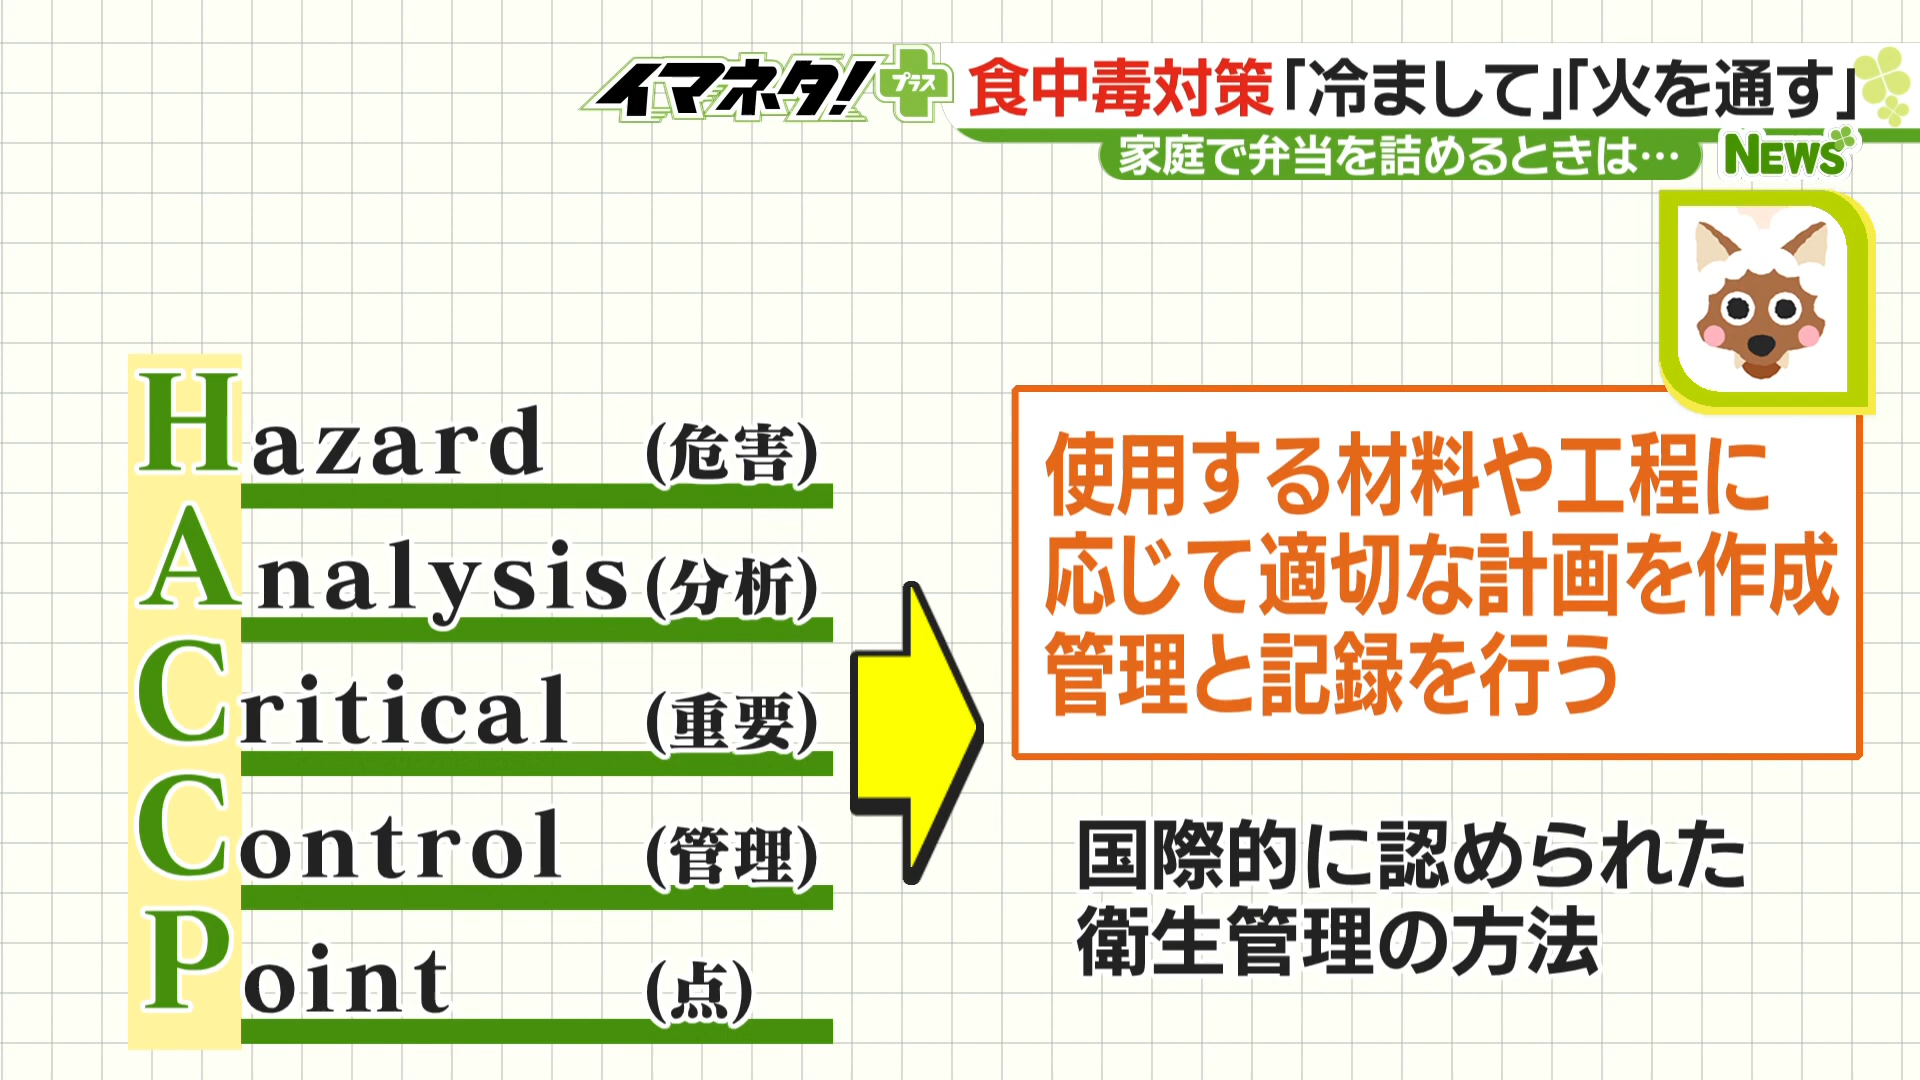 イマネタ!プラス
食中毒対策「冷まして」「火を通す」
家庭で弁当を詰めるときは…
NEWS
Hazard (危害)
Analysis (分析)
Critical (重要)
Control (管理)
Point (点)
使用する材料や工程に
応じて適切な計画を作成
管理と記録を行う
国際的に認められた
衛生管理の方法